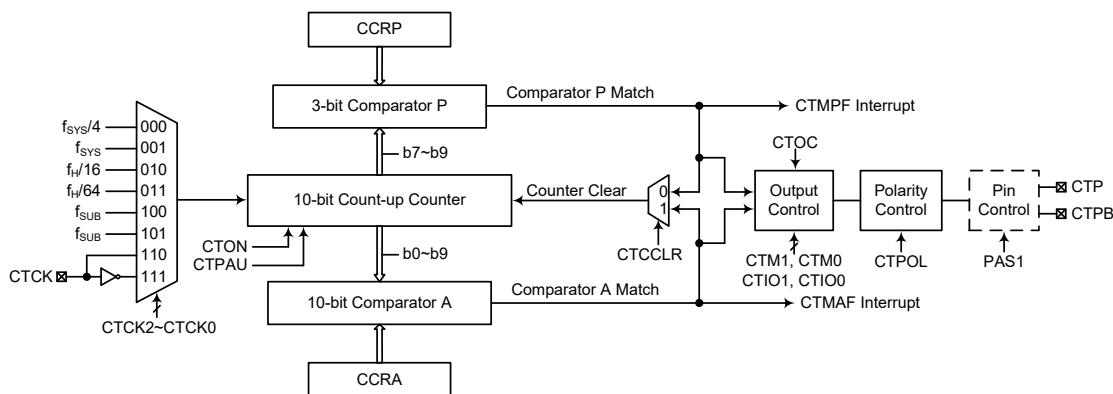 CCRP
3-bit Comparator P
Comparator P Match
CTMPF Interrupt
b7~b9
fSYS/4
000
fSYS
001
fH/16
010
fH/64
011
fSUB
100
fSUB
101
110
CTCK
111
CTCK2~CTCK0
10-bit Count-up Counter
Counter Clear
0
1
CTCCLR
CTON
CTPAU
b0~b9
CTOC
Output
Control
CTM1, CTM0
CTIO1, CTIO0
Polarity
Control
CTPOL
Pin
Control
PAS1
CTP
CTPB
10-bit Comparator A
Comparator A Match
CTMAF Interrupt
CCRA